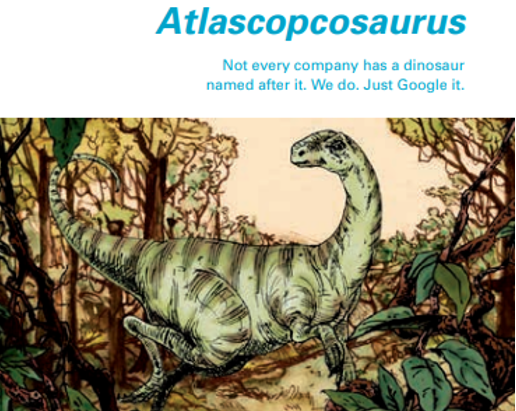 Atlascopcosaurus
Not every company has a dinosaur
named after it. We do. Just Google it.